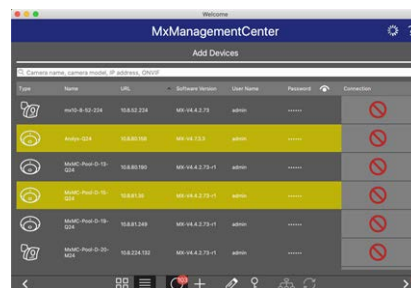 Welcome
MxManagementCenter
?
Add Devices
Camera name, camera model, IP address, ONVIF
Type Name URL Software Version User Name Password Connection
mx10-8-52-234 10.8.52.234 MX-V4.4.2.73 admin ••••••
Andys-Q24 10.8.80.168 MX-V4.7.3.3 admin ••••••
MxMC-Pool-D-15-
Q24 10.8.80.190 MX-V4.4.2.73-r1 admin ••••••
MxMC-Pool-D-15-
Q24 10.8.81.55 MX-V4.4.2.73-r1 admin ••••••
MxMC-Pool-D-16-
Q24 10.8.81.249 MX-V4.4.2.73-r1 admin ••••••
MxMC-Pool-D-20-
M24 10.8.224.132 MX-V4.4.2.73-r1 admin ••••••